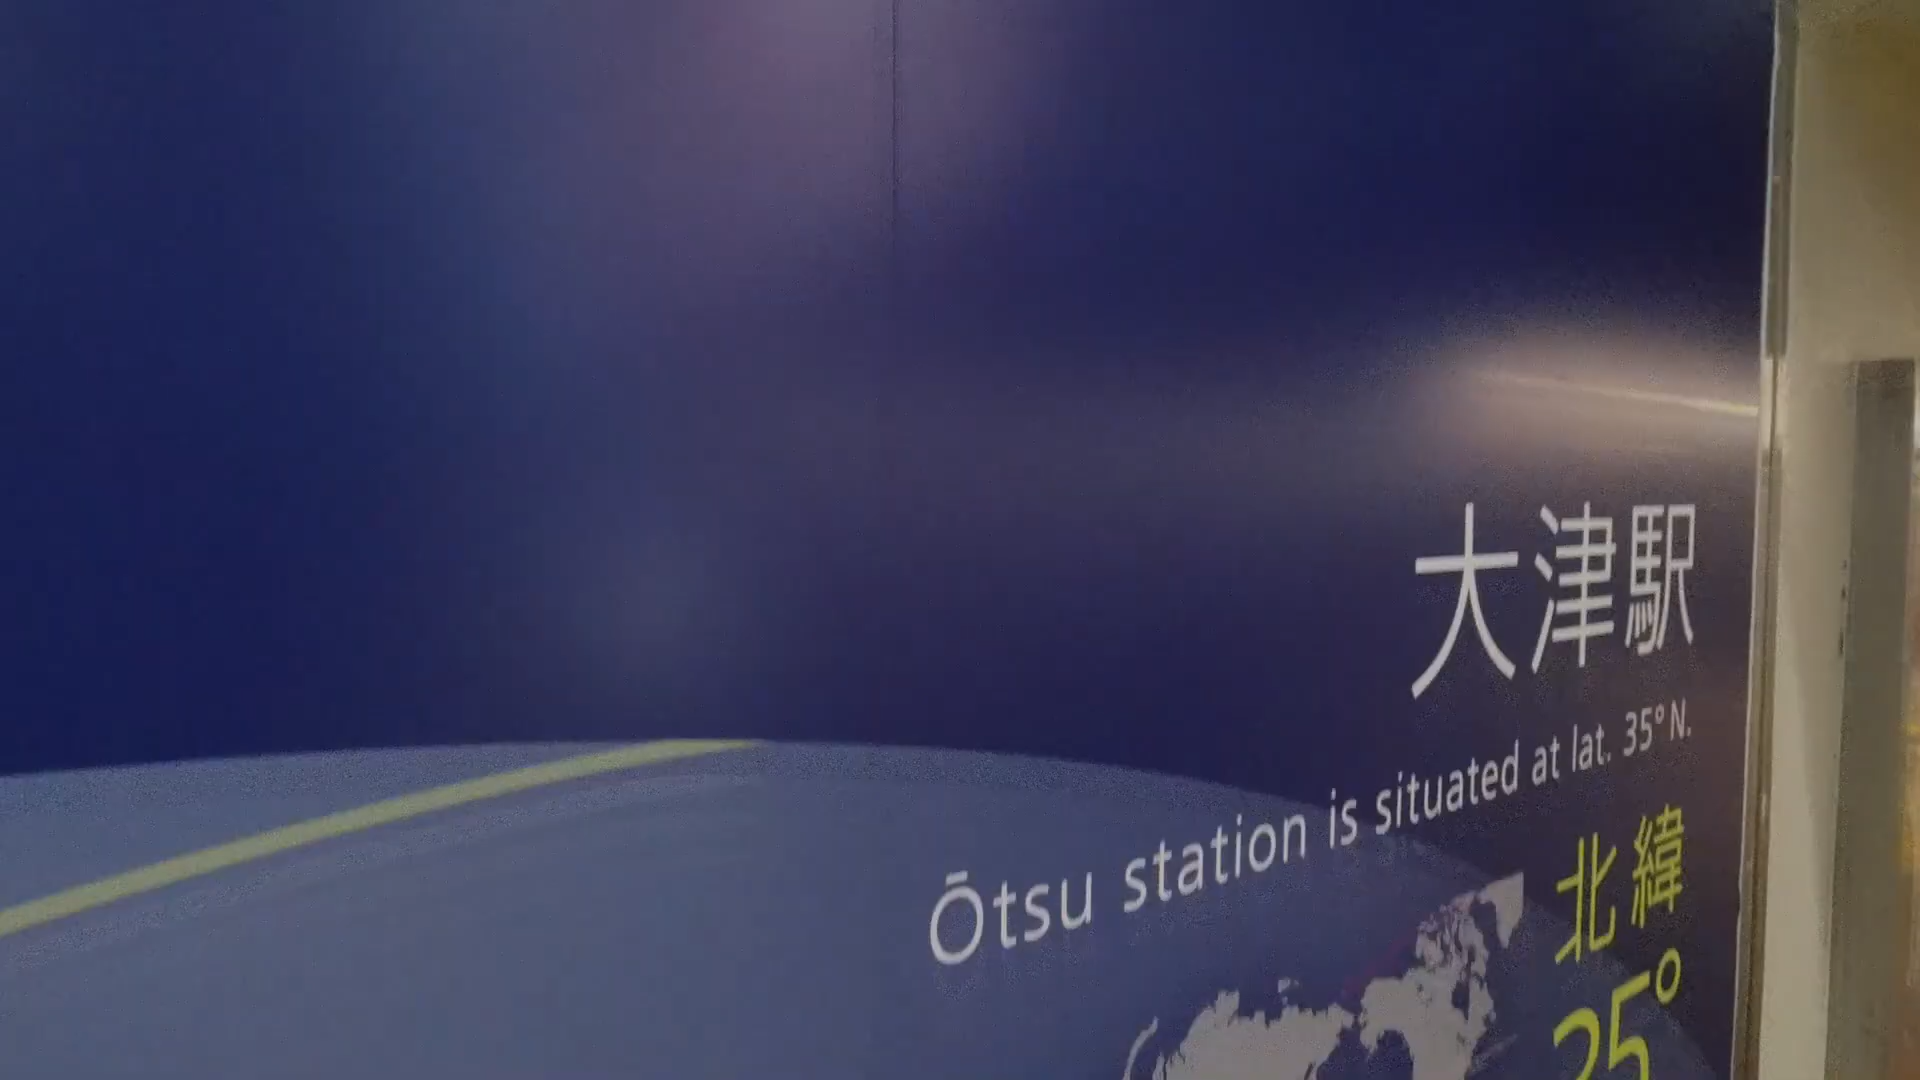 大津駅
Ōtsu station is situated at lat. 35° N.
北緯
35°